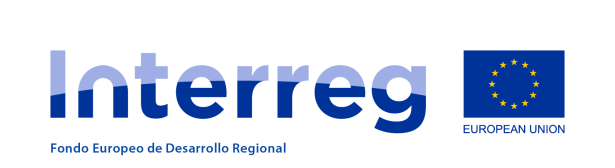 Interreg
EUROPEAN UNION
Fondo Europeo de Desarrollo Regional